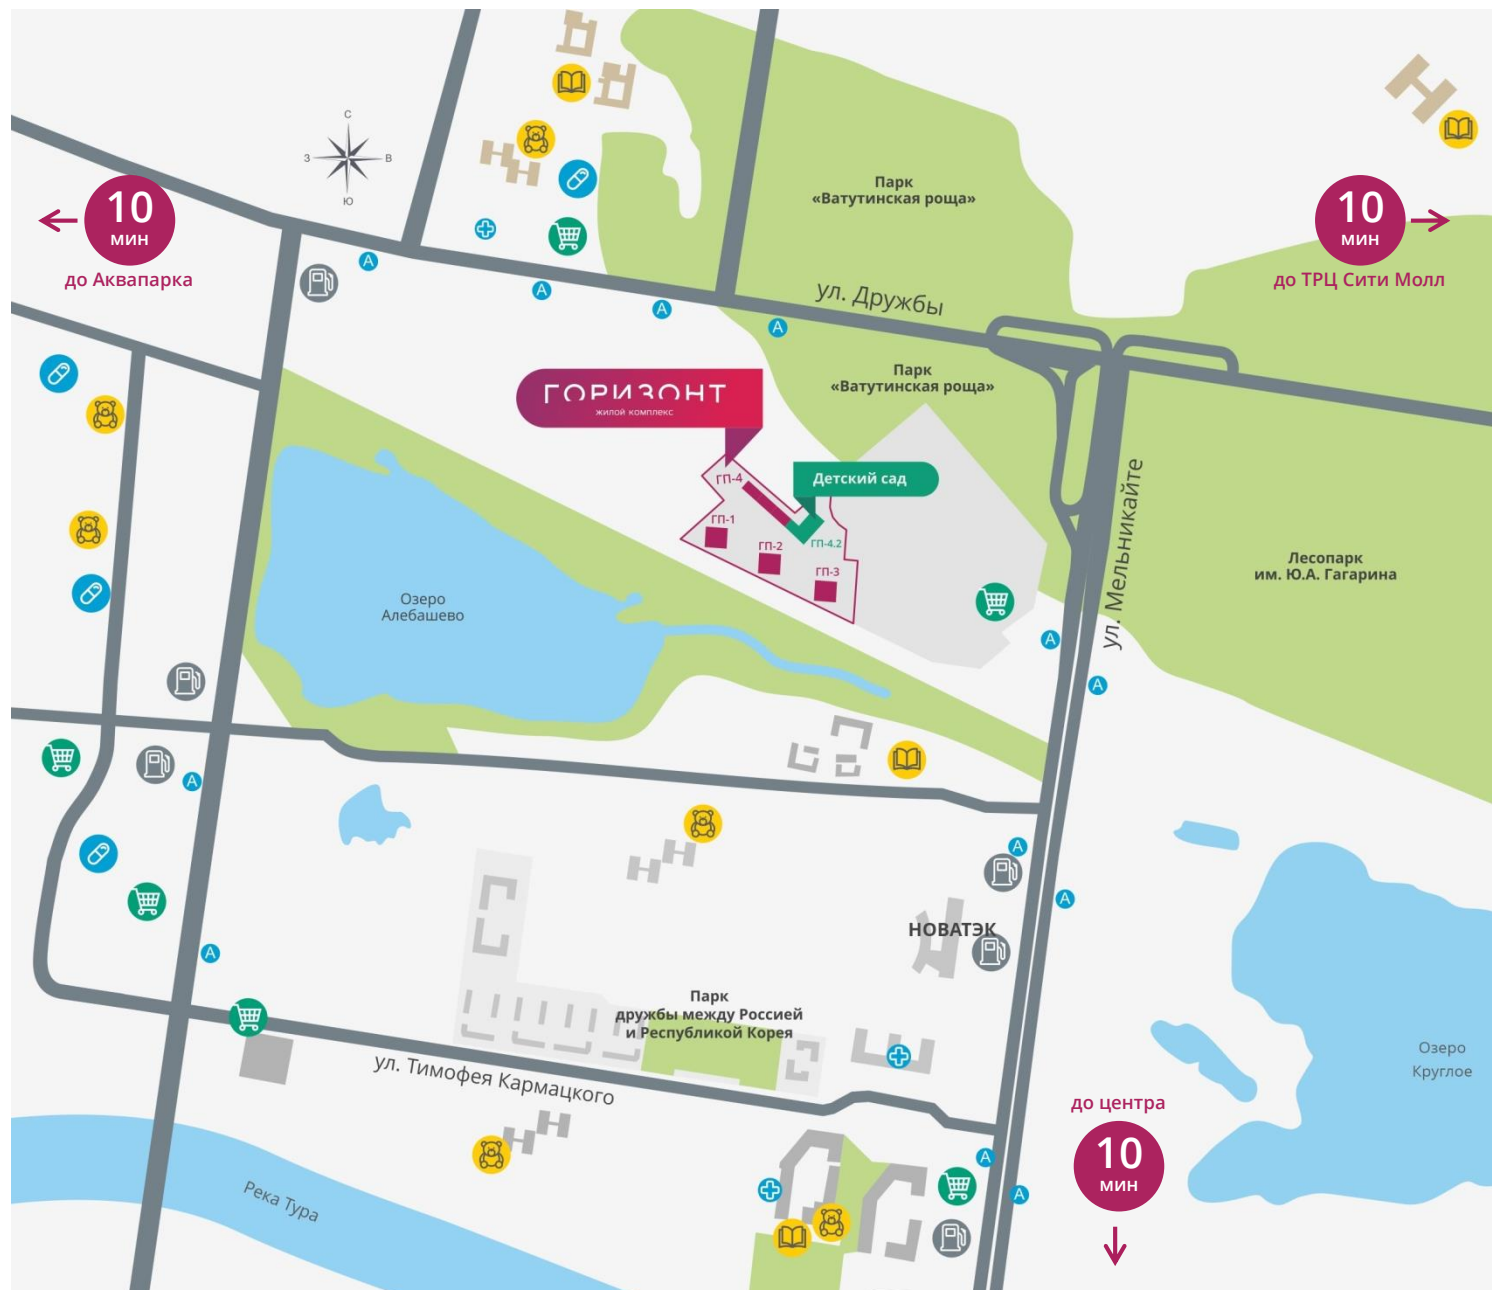 С
З
В
Ю
10
мин
до Аквапарка
Парк
«Ватутинская роща»
10
мин
до ТРЦ Сити Молл
А
А
А
А
ул. Дружбы
Парк
«Ватутинская роща»
ГОРИЗОНТ
жилой комплекс
ГП-4
Детский сад
ГП-1
ГП-2
ГП-4.2
ГП-3
ул. Мельникайте
Лесопарк
им. Ю.А. Гагарина
Озеро
Алебашево
А
А
А
А
А
НОВАТЭК
А
Парк
дружбы между Россией
и Республикой Корея
ул. Тимофея Кармацкого
Озеро
Круглое
до центра
10
мин
А
А
Река Тура